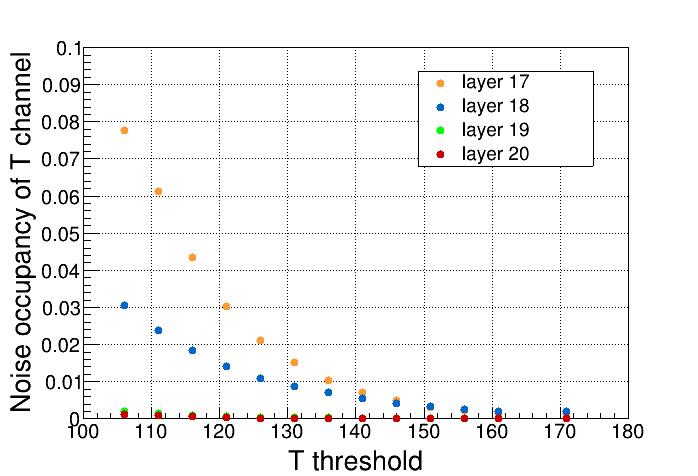 Noise occupancy of T channel
0.1
0.09
0.08
0.07
0.06
0.05
0.04
0.03
0.02
0.01
0
layer 17
layer 18
layer 19
layer 20
100 110 120 130 140 150 160 170 180
T threshold